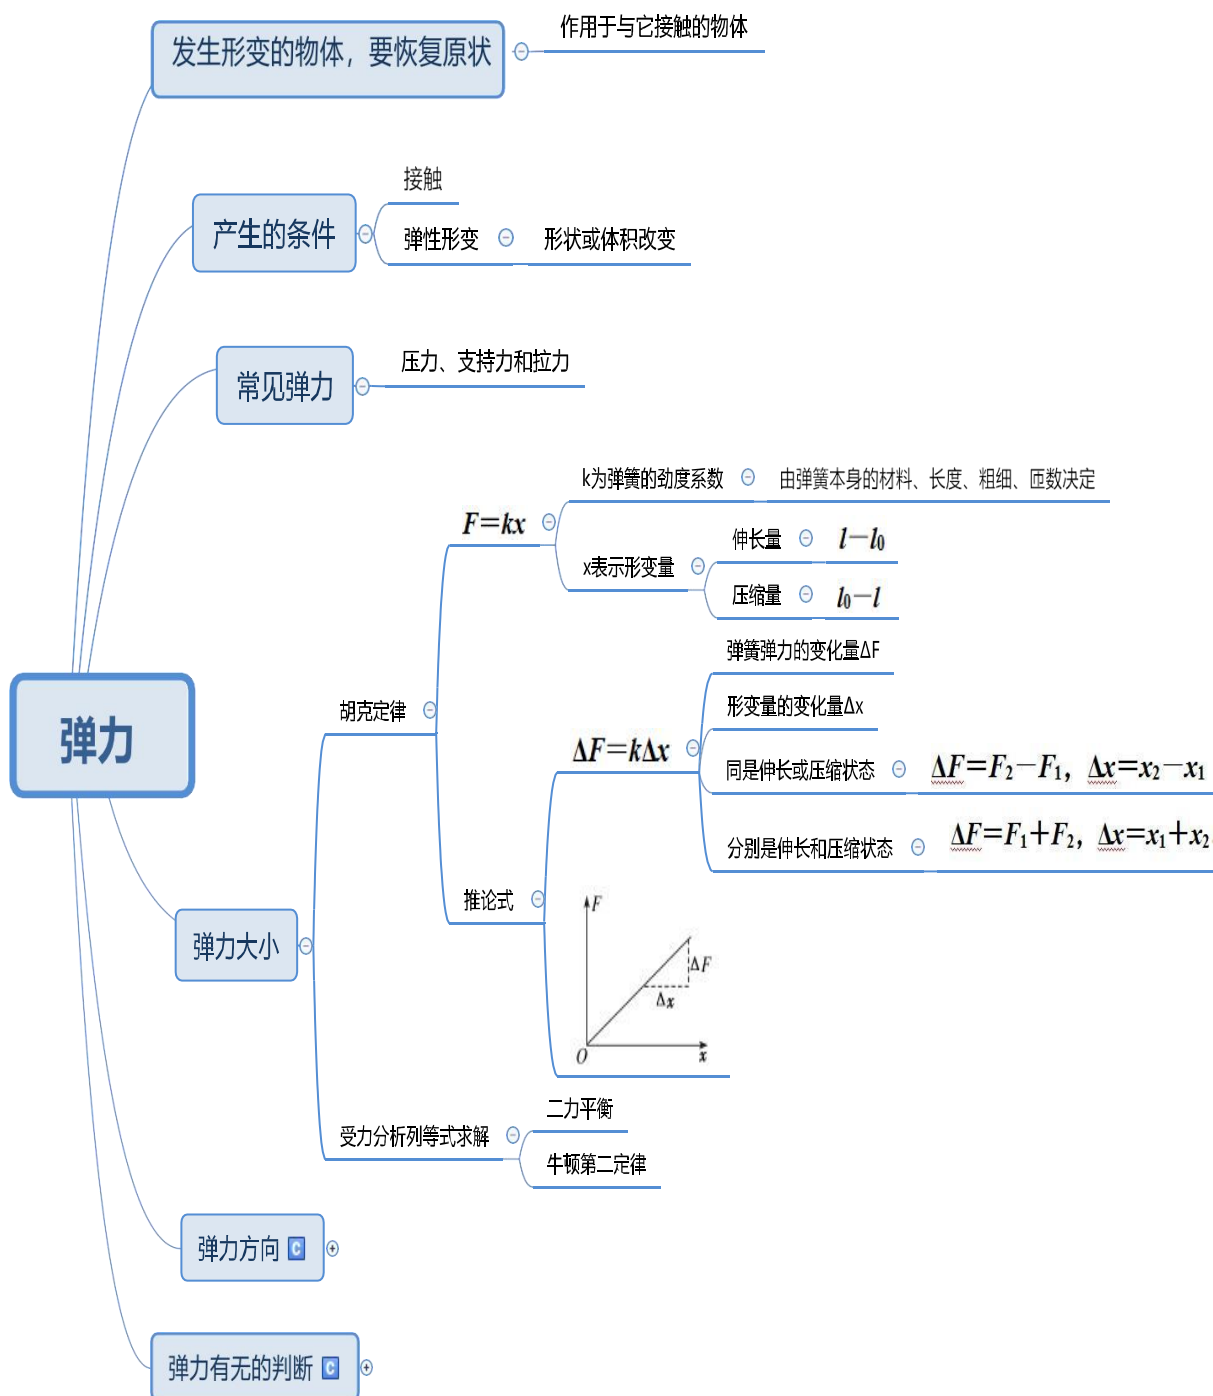 发生形变的物体，要恢复原状
作用于与它接触的物体
产生的条件
接触
弹性形变
形状或体积改变
常见弹力
压力、支持力和拉力
弹力
弹力大小
胡克定律
F=kx
k为弹簧的劲度系数
由弹簧本身的材料、长度、粗细、匝数决定
x表示形变量
伸长量
l-l₀
压缩量
l₀-l
推论式
ΔF=kΔx
弹簧弹力的变化量ΔF
形变量的变化量Δx
同是伸长或压缩状态
ΔF=F₂-F₁，Δx=x₂-x₁
分别是伸长和压缩状态
ΔF=F₁+F₂，Δx=x₁+x₂
F
ΔF
Δx
O
x
受力分析列等式求解
二力平衡
牛顿第二定律
弹力方向 C
弹力有无的判断 C